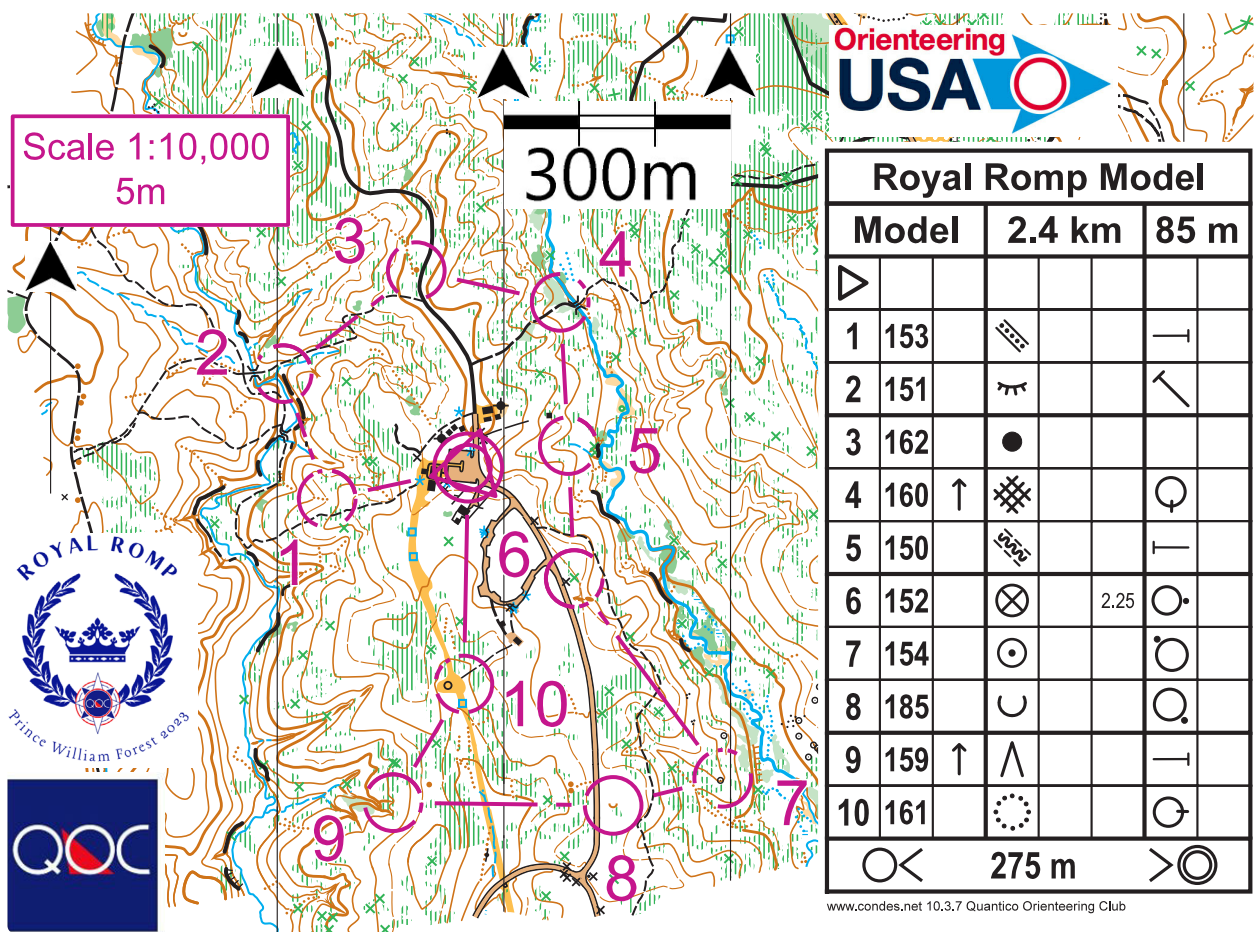 Scale 1:10,000
5m
300m
Orienteering
USA
3
4
2
5
1
6
10
7
9
8
ROYAL ROMP
QOC
Prince William Forest 2023
QOC
Royal Romp Model
Model 2.4 km 85 m
1 153
2 151
3 162
4 160
5 150
6 152 2.25
7 154
8 185
9 159
10 161
275 m
www.condes.net 10.3.7 Quantico Orienteering Club